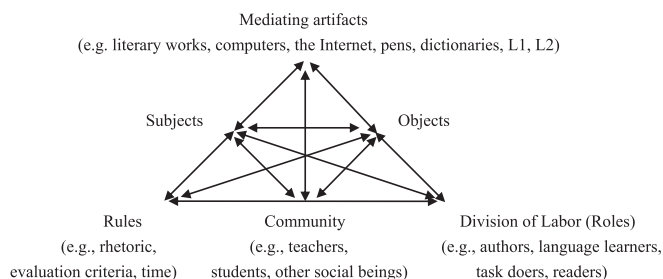 Mediating artifacts
(e.g. literary works, computers, the Internet, pens, dictionaries, L1, L2)
Subjects
Objects
Rules
(e.g., rhetoric,
evaluation criteria, time)
Community
(e.g., teachers,
students, other social beings)
Division of Labor (Roles)
(e.g., authors, language learners,
task doers, readers)